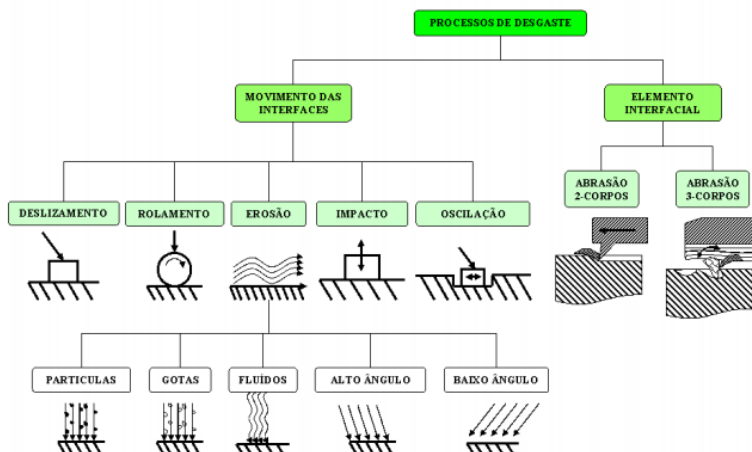 PROCESSOS DE DESGASTE
MOVIMENTO DAS
INTERFACES
ELEMENTO
INTERFACIAL
DESLIZAMENTO
ROLAMENTO
EROSÃO
IMPACTO
OSCILAÇÃO
ABRASÃO
2-CORPOS
ABRASÃO
3-CORPOS
PARTICULAS
GOTAS
FLUÍDOS
ALTO ÂNGULO
BAIXO ÂNGULO